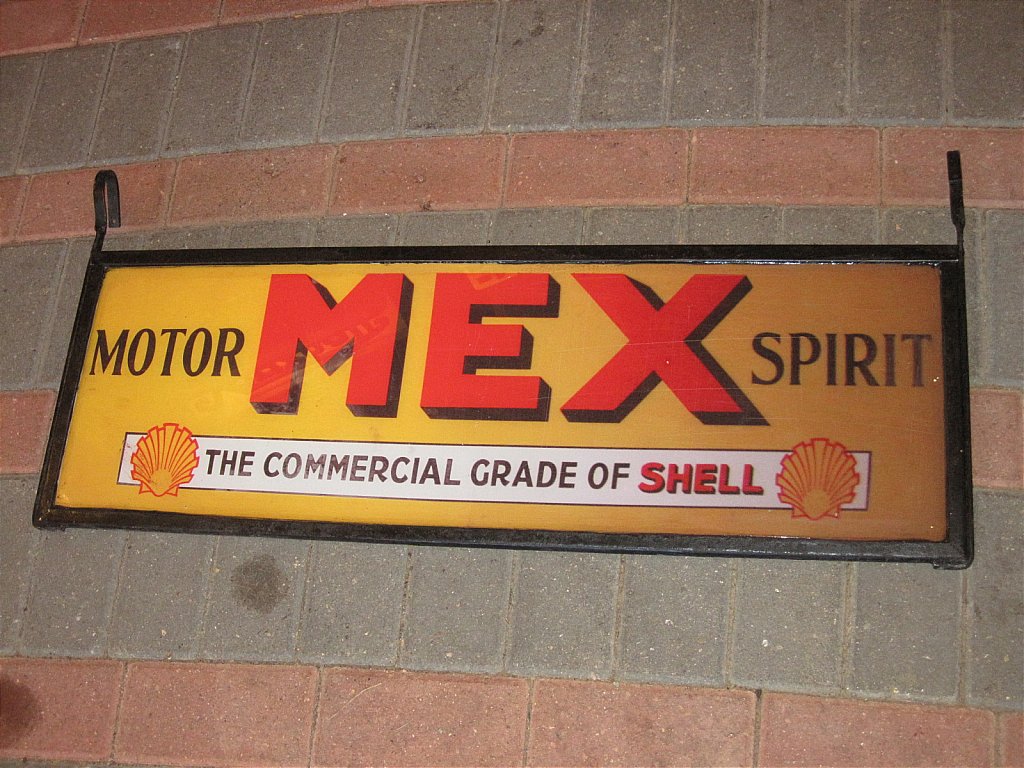 MOTOR MEX SPIRIT
THE COMMERCIAL GRADE OF SHELL